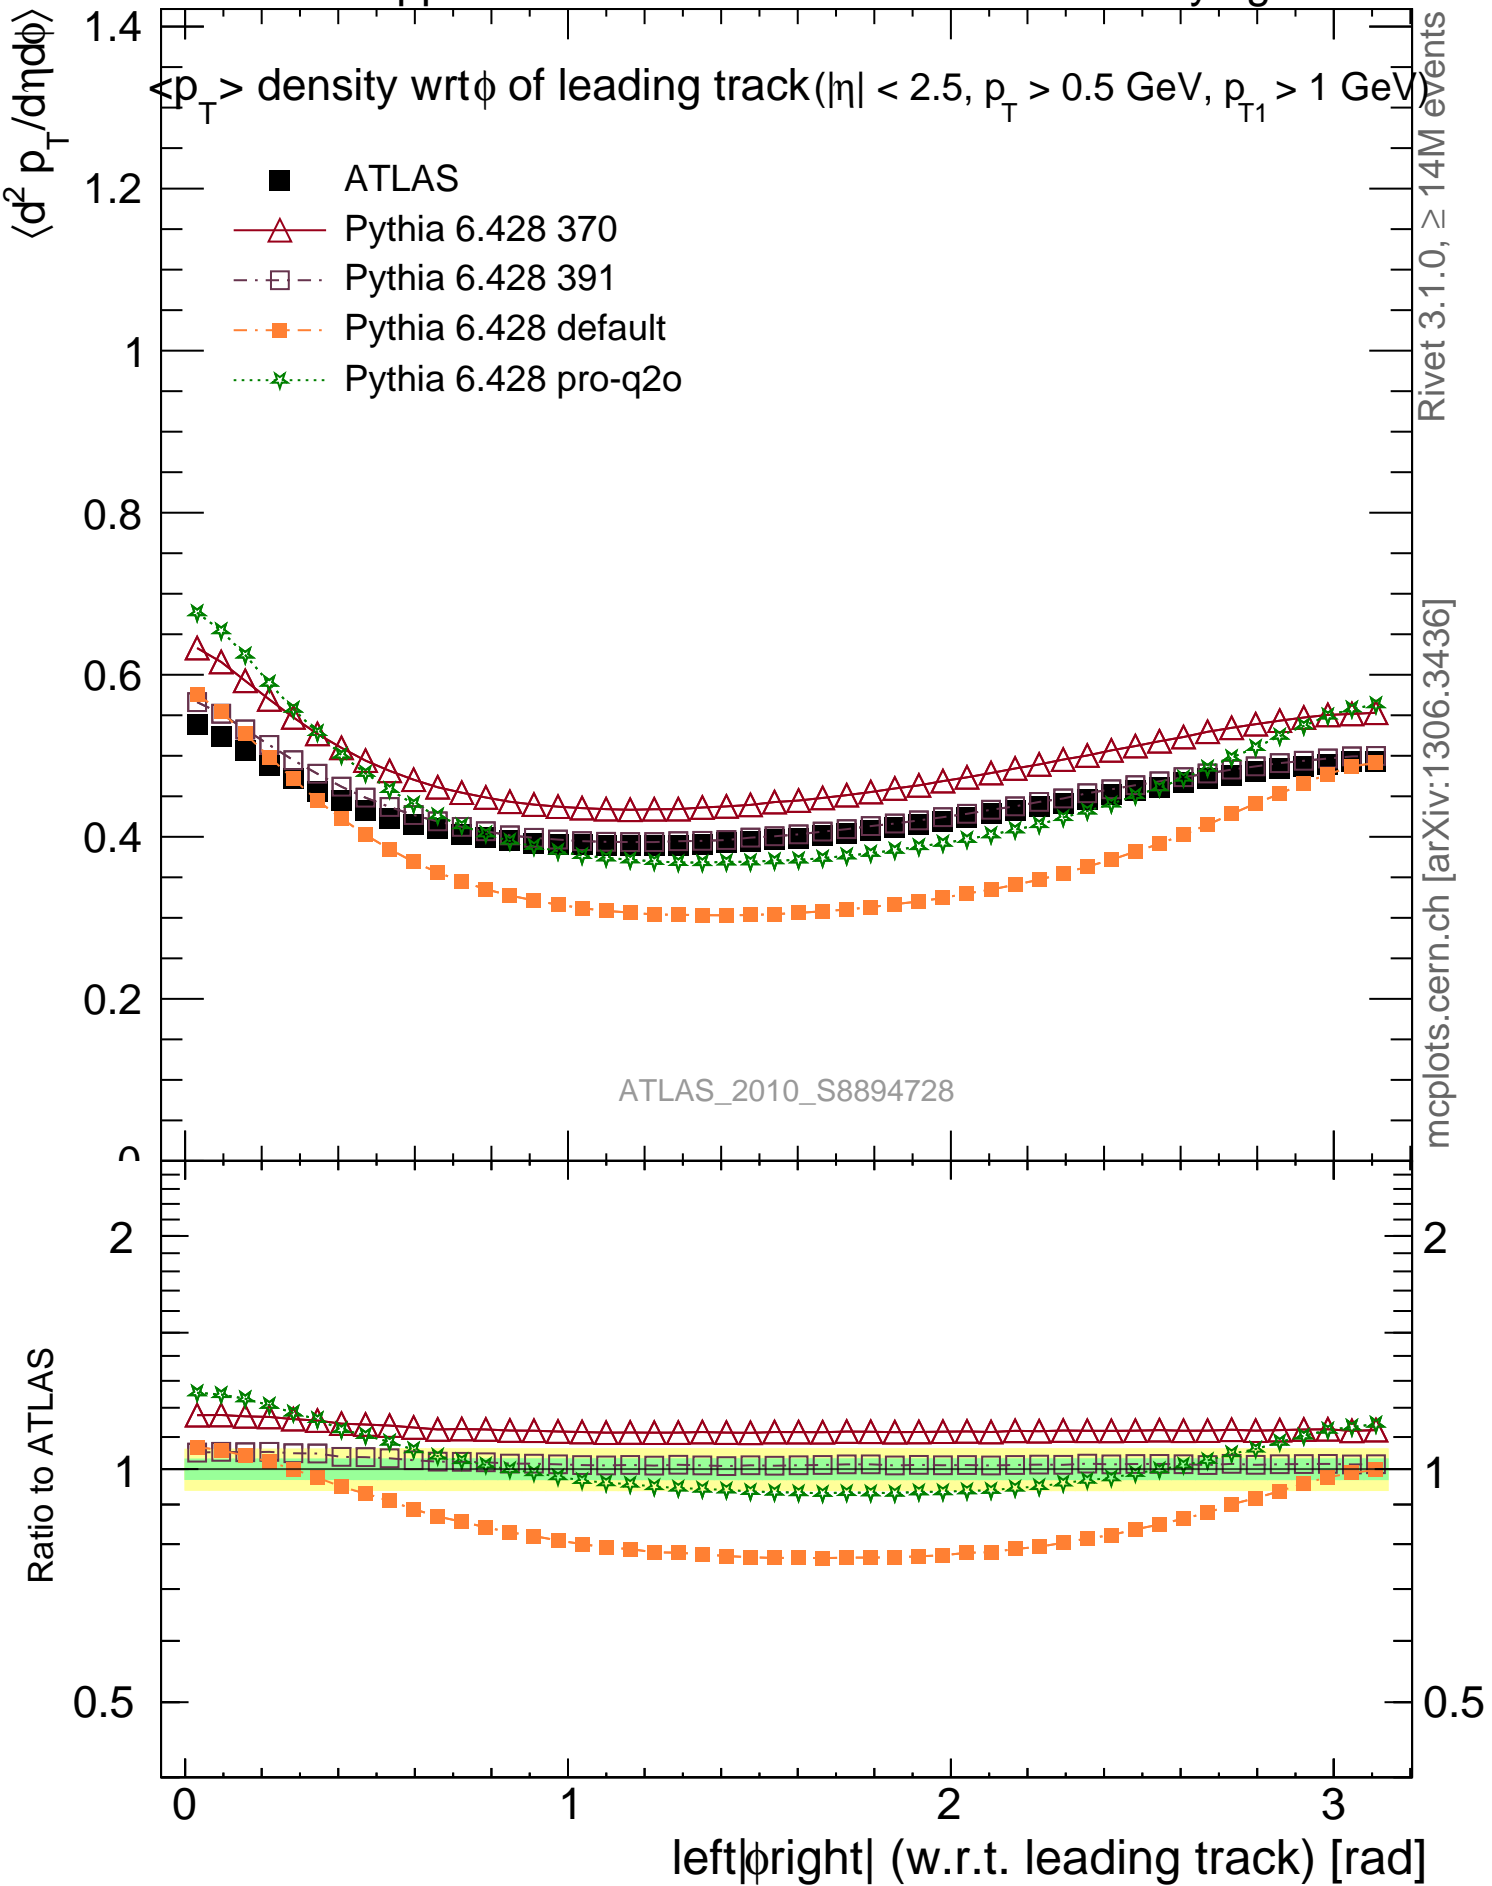 1.4
⟨d² p_T/dηdϕ⟩
<p_T> density wrtϕ of leading track(|η| < 2.5, p_T > 0.5 GeV, p_T1 > 1 GeV)
ATLAS
Pythia 6.428 370
Pythia 6.428 391
Pythia 6.428 default
Pythia 6.428 pro-q2o
1.2
1
0.8
0.6
0.4
0.2
0
ATLAS_2010_S8894728
Rivet 3.1.0, ≥ 14M events
mcplots.cern.ch [arXiv:1306.3436]
Ratio to ATLAS
2
1
0.5
2
1
0.5
0 1 2 3
left|ϕright| (w.r.t. leading track) [rad]